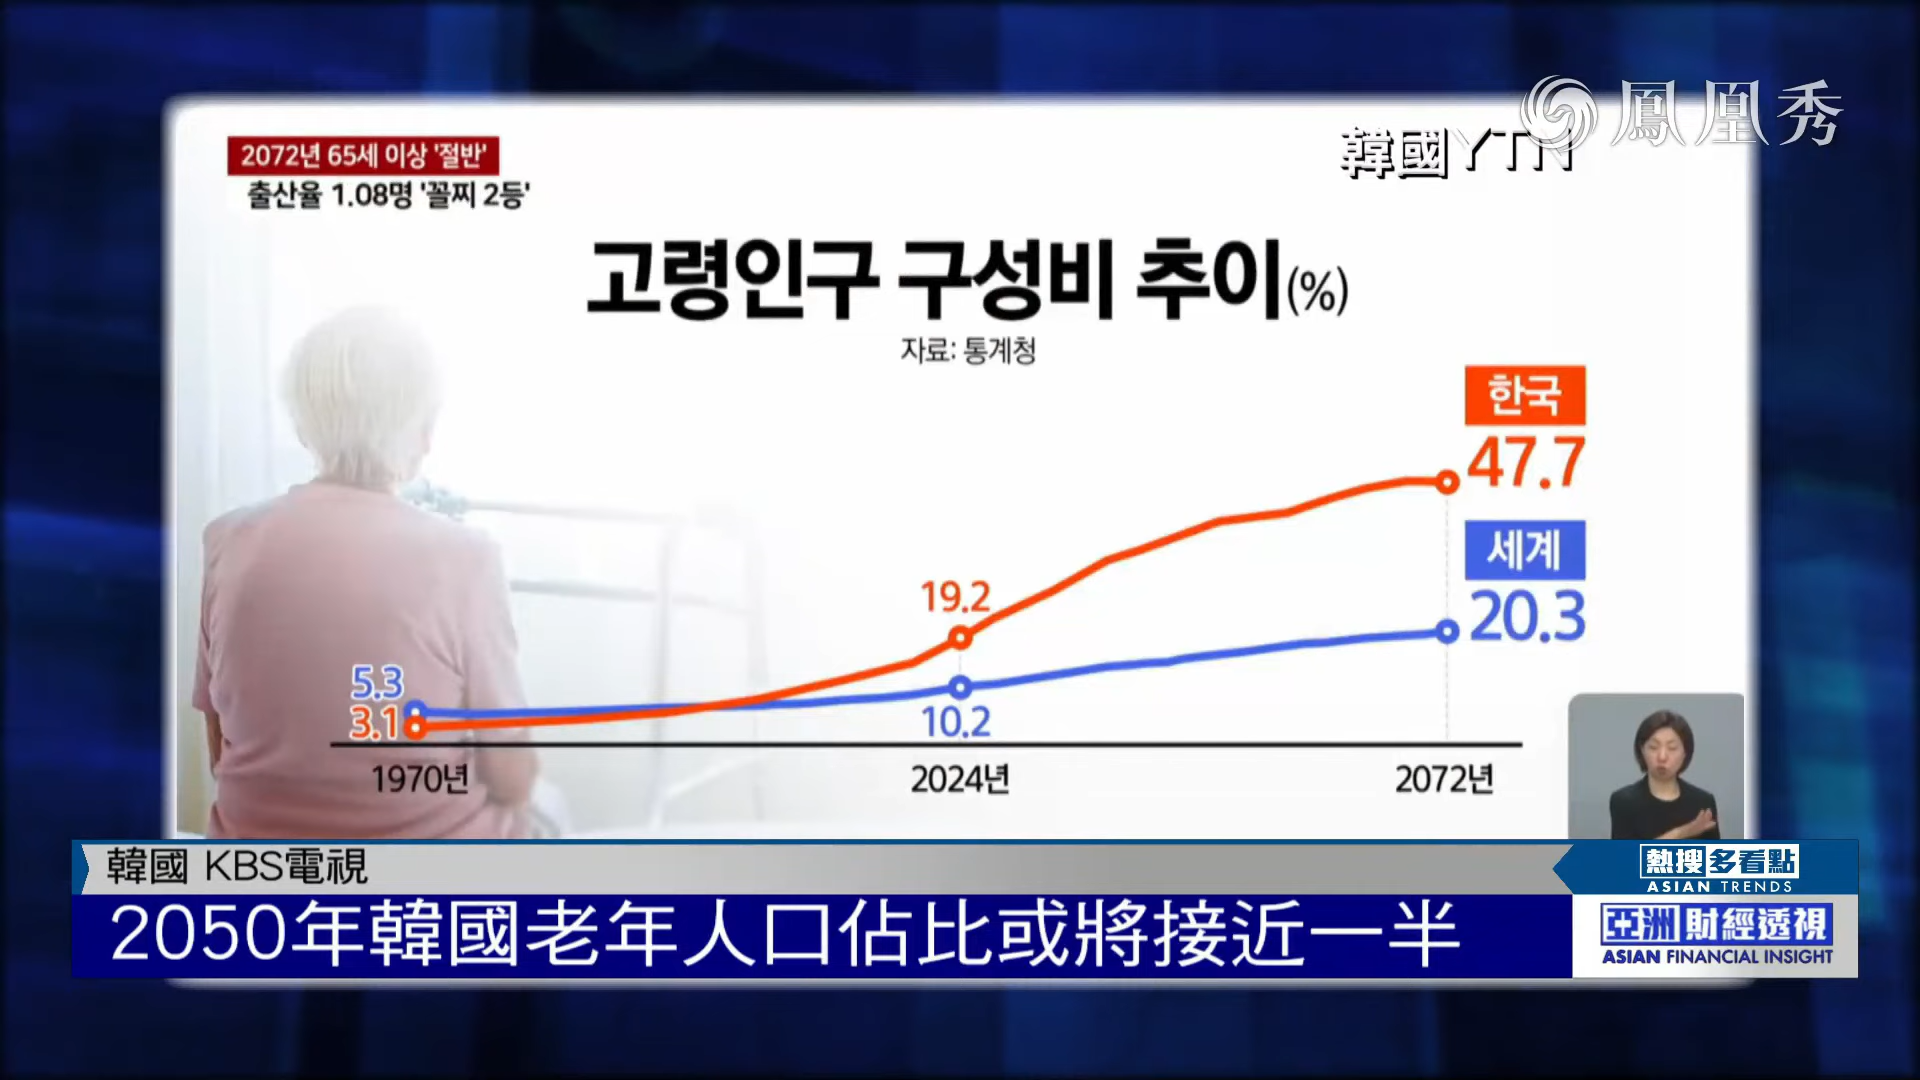 鳳凰秀
韓國YTN
2072년 65세 이상 '절반'
출산율 1.08명 '꼴찌 2등'
고령인구 구성비 추이(%)
자료: 통계청
한국
47.7
세계
20.3
19.2
10.2
5.3
3.1
1970년
2024년
2072년
韓國 KBS電視
2050年韓國老年人口佔比或將接近一半
熱搜多看點
ASIAN TRENDS
亞洲財經透視
ASIAN FINANCIAL INSIGHT